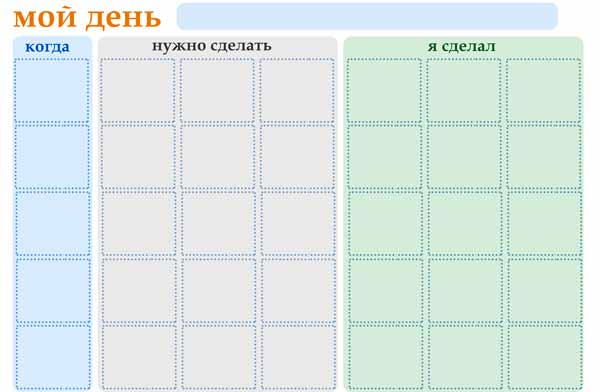 мой день
когда
нужно сделать
я сделал